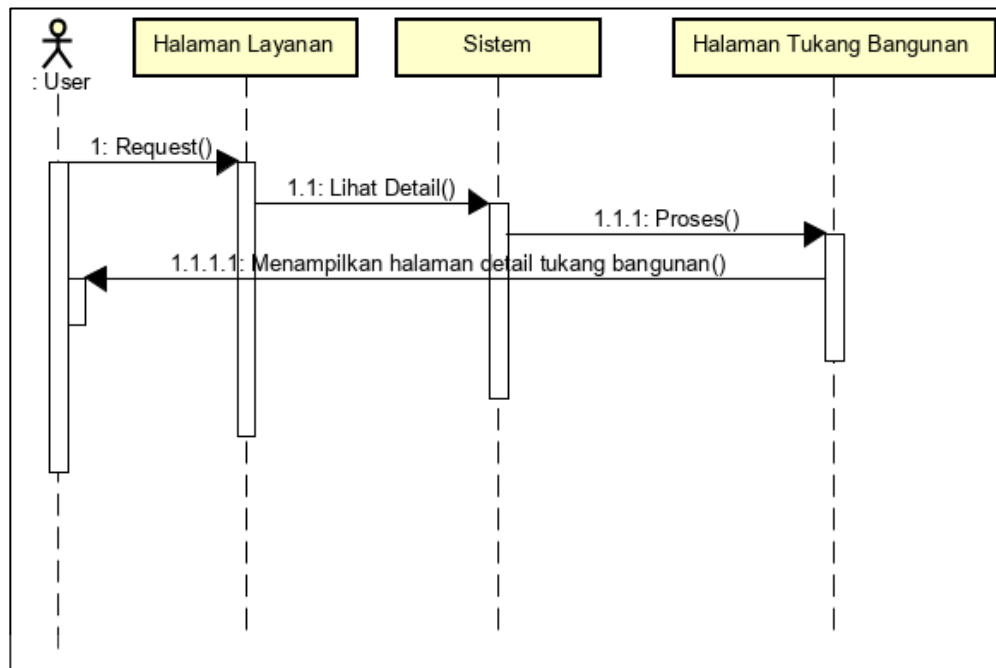 : User
Halaman Layanan
Sistem
Halaman Tukang Bangunan
1: Request()
1.1: Lihat Detail()
1.1.1: Proses()
1.1.1.1: Menampilkan halaman detail tukang bangunan()